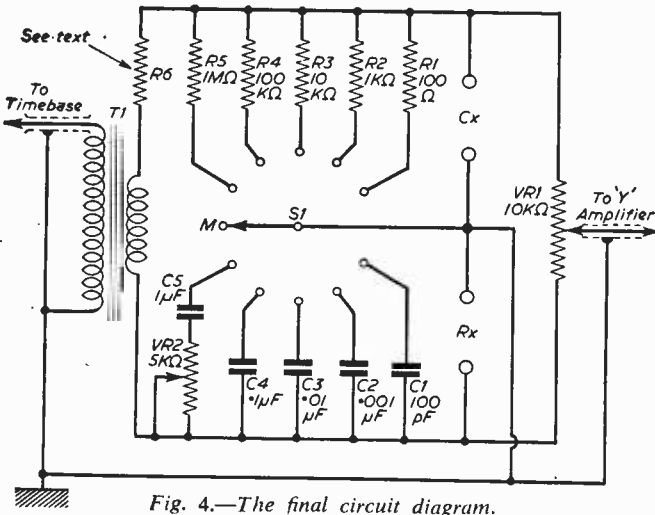 See text
R6
R5
1MΩ
R4
100
KΩ
R3
10
KΩ
R2
1KΩ
R1
100
Ω
To
Timebase
T1
Cx
VR1
10KΩ
To 'Y'
Amplifier
M
S1
C5
1µF
VR2
5KΩ
C4
·1µF
C3
·01
µF
C2
·001
µF
C1
100
pF
Rx
Fig. 4.—The final circuit diagram.